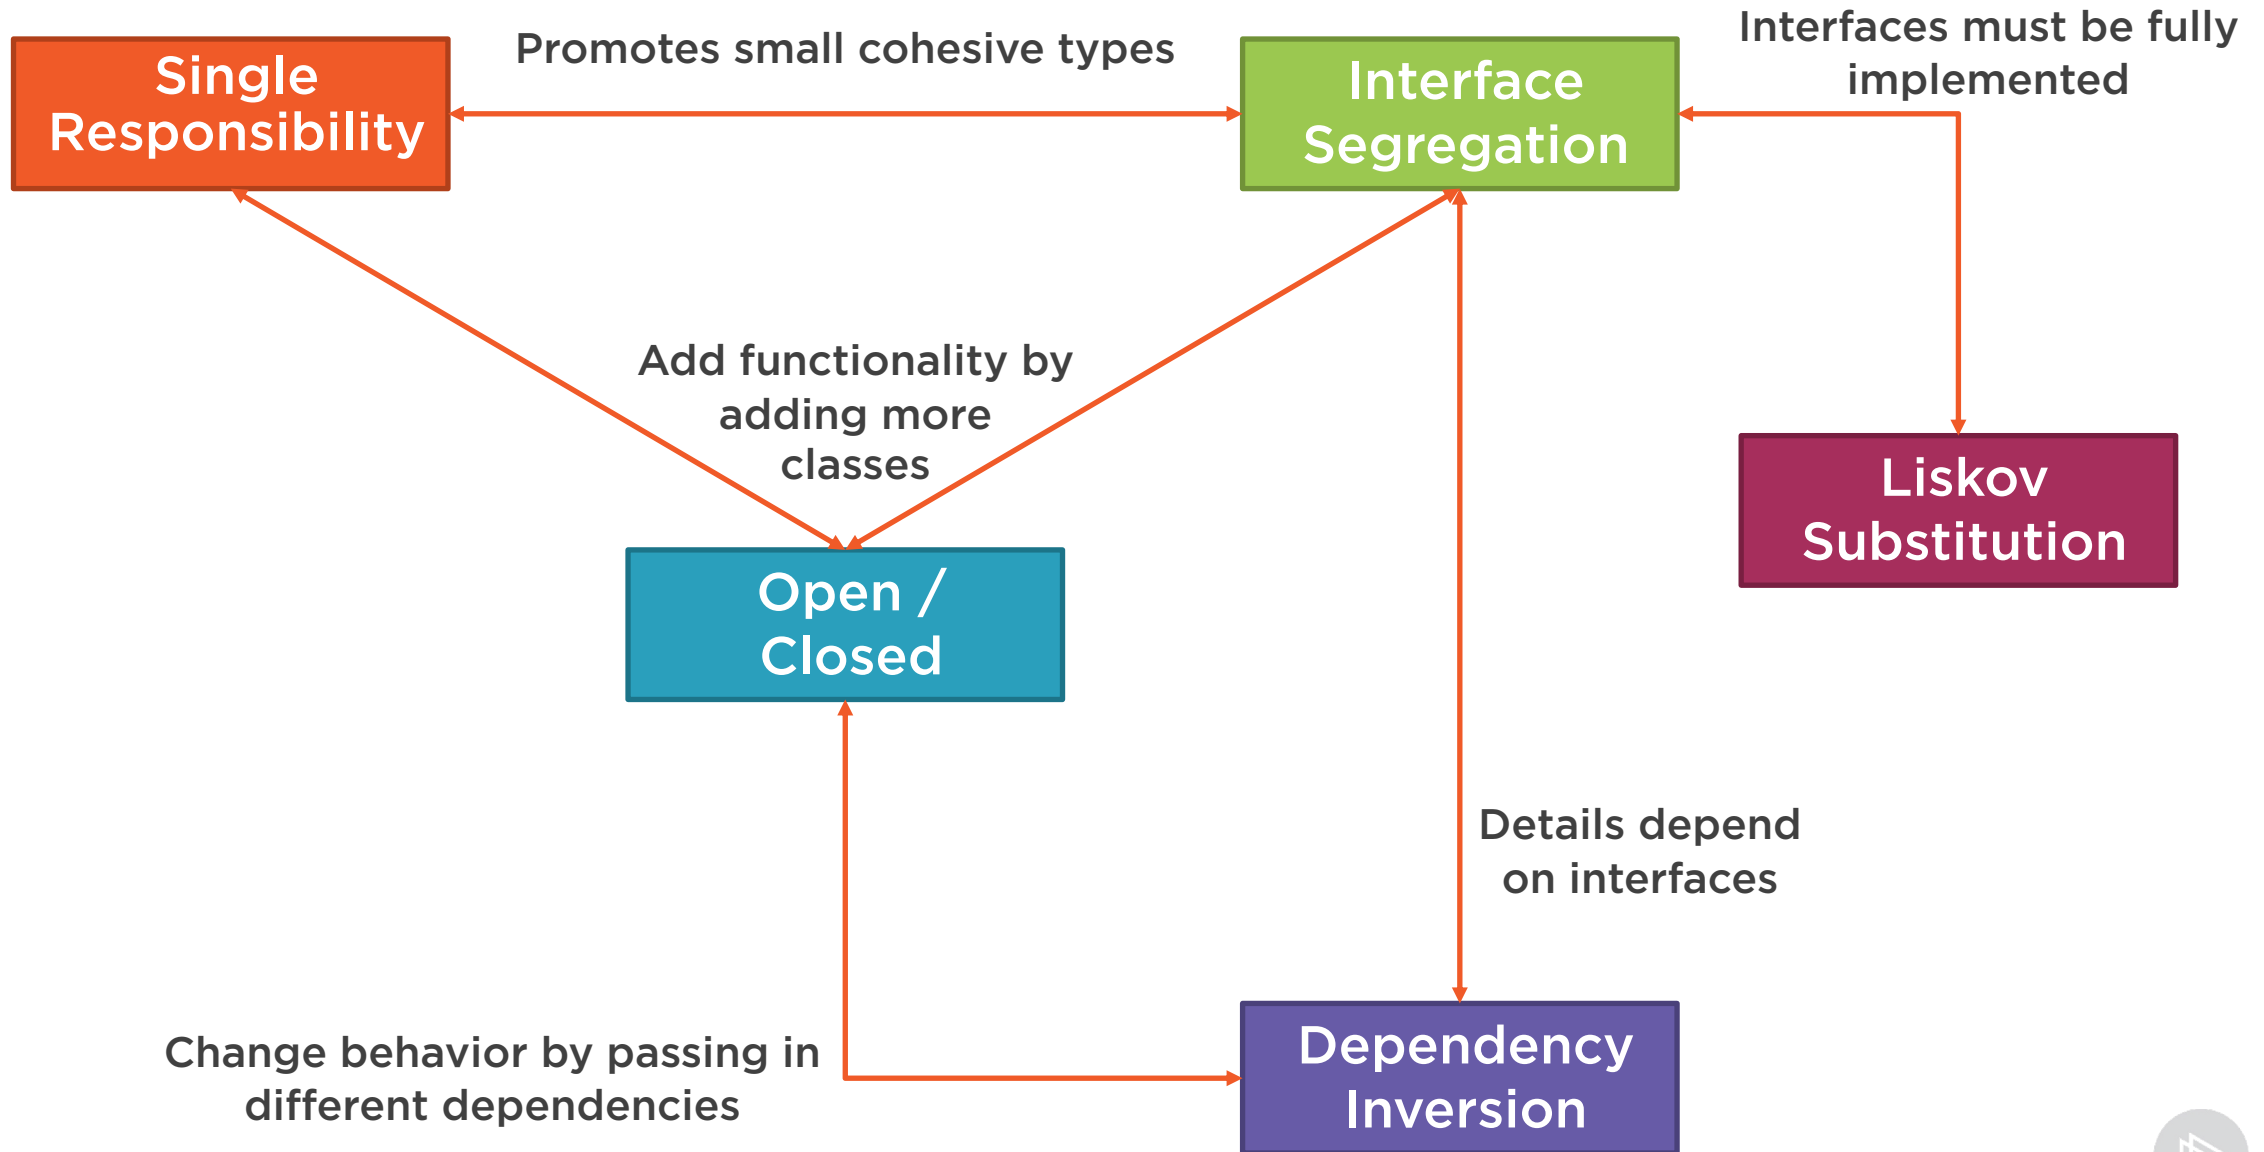 Single
Responsibility
Promotes small cohesive types
Interface
Segregation
Interfaces must be fully
implemented
Add functionality by
adding more
classes
Liskov
Substitution
Open /
Closed
Details depend
on interfaces
Change behavior by passing in
different dependencies
Dependency
Inversion